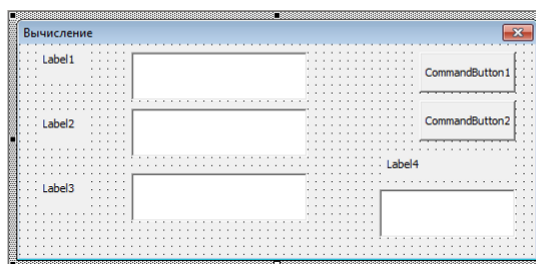 Вычисление
Label1
CommandButton1
Label2
CommandButton2
Label4
Label3